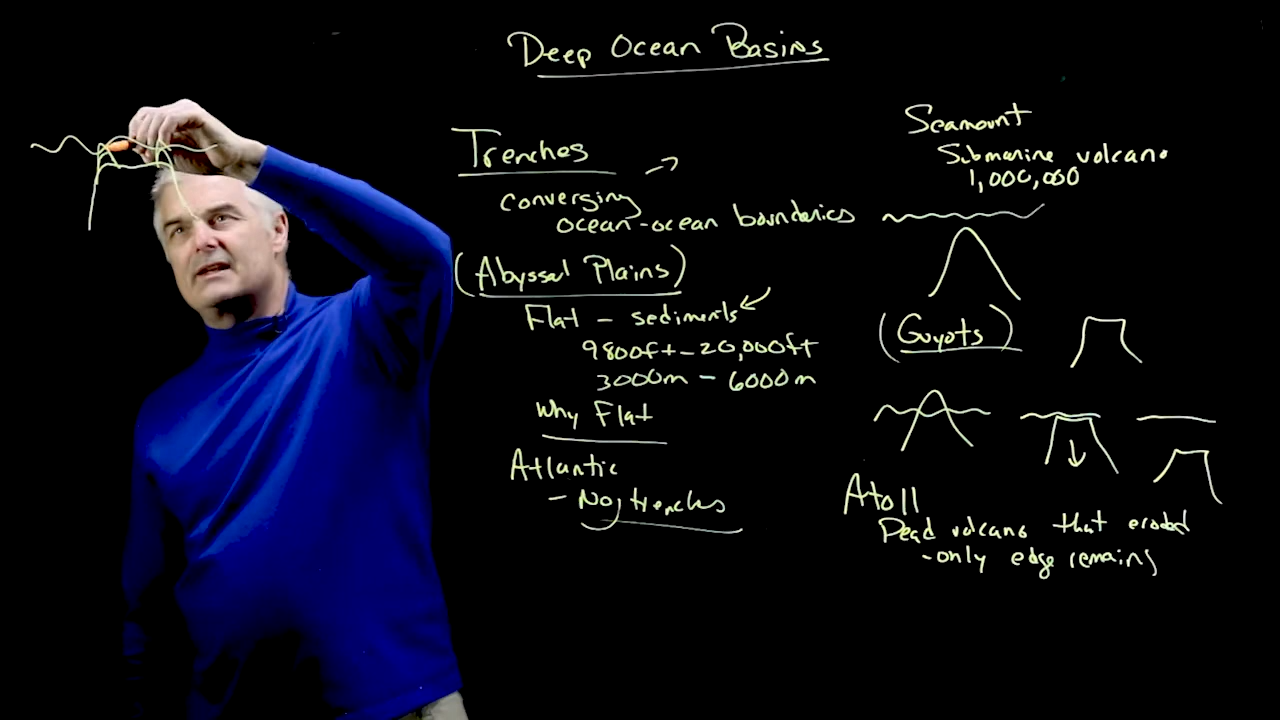 Deep Ocean Basins
Trenches
converging
ocean-ocean boundaries
(Abyssal Plains)
Flat - sediments
9800ft - 20,000ft
3000m - 6000m
Why Flat
Atlantic
- No trenches
Seamount
Submarine volcano
1,000,000
(Guyots)
Atoll
Dead volcano that eroded
- only edge remains